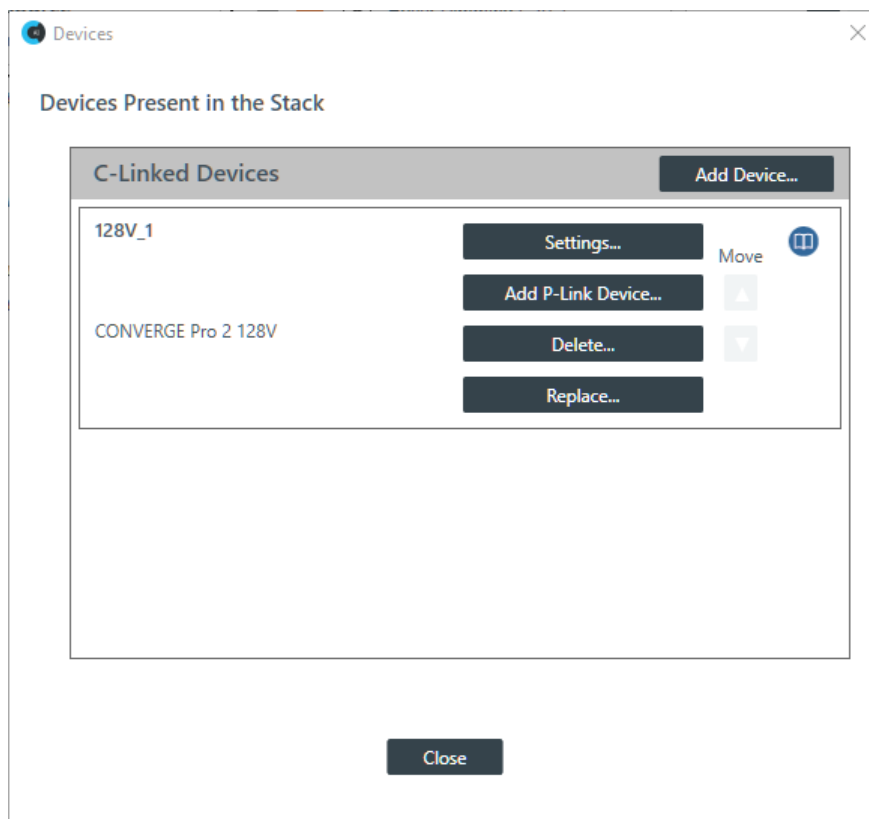 Devices
Devices Present in the Stack
C-Linked Devices
Add Device...
128V_1
Settings...
Move
Add P-Link Device...
CONVERGE Pro 2 128V
Delete...
Replace...
Close